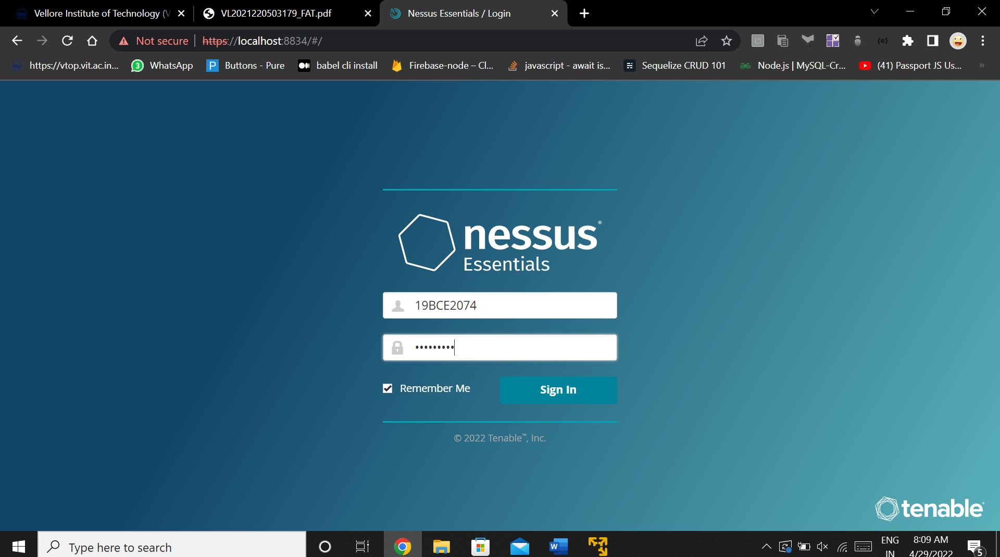 Vellore Institute of Technology (V
VL2021220503179_FAT.pdf
Nessus Essentials / Login
Not secure
https://localhost:8834/#/
https://vtop.vit.ac.in...
3
WhatsApp
P
Buttons - Pure
babel cli install
Firebase-node – Cl...
javascript - await is...
Sequelize CRUD 101
Node.js | MySQL-Cr...
(41) Passport JS Us...
»
nessus®
Essentials
19BCE2074
•••••••••
Remember Me
Sign In
© 2022 Tenable™, Inc.
tenable®
Type here to search
W
ENG
IN
8:09 AM
4/29/2022
5